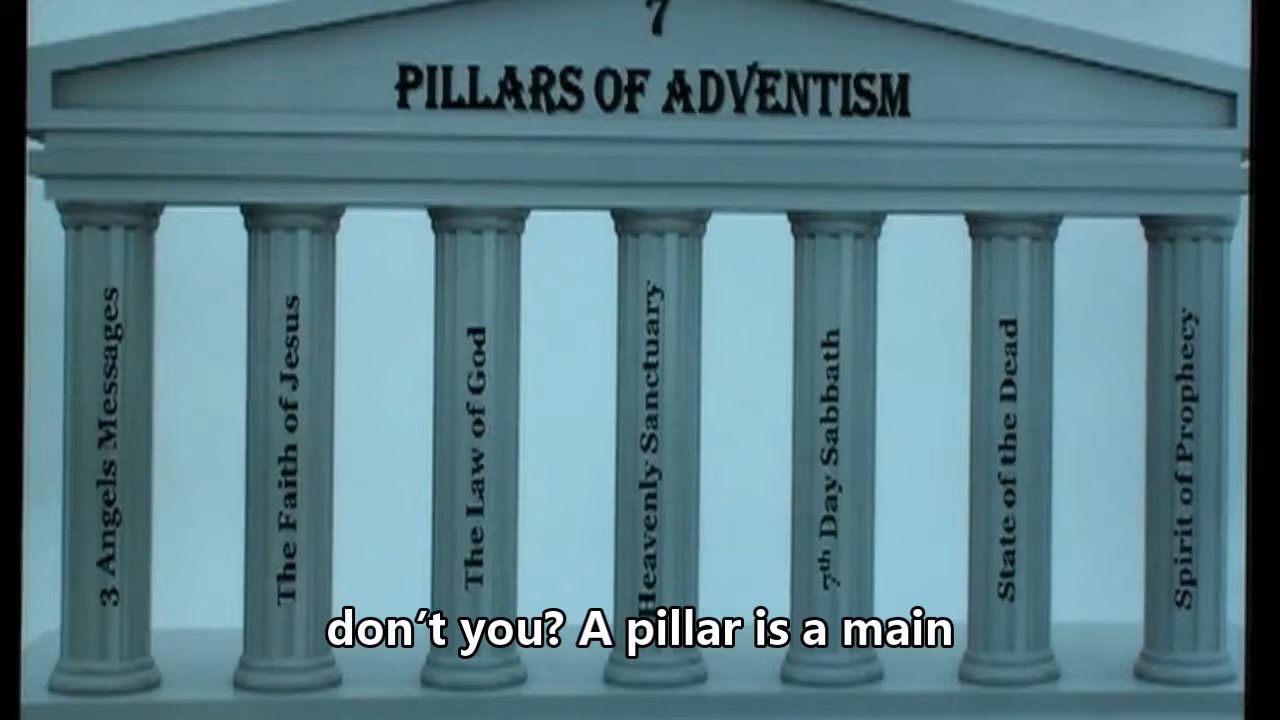 7
PILLARS OF ADVENTISM
3 Angels Messages
The Faith of Jesus
The Law of God
Heavenly Sanctuary
7th Day Sabbath
State of the Dead
Spirit of Prophecy
don't you? A pillar is a main